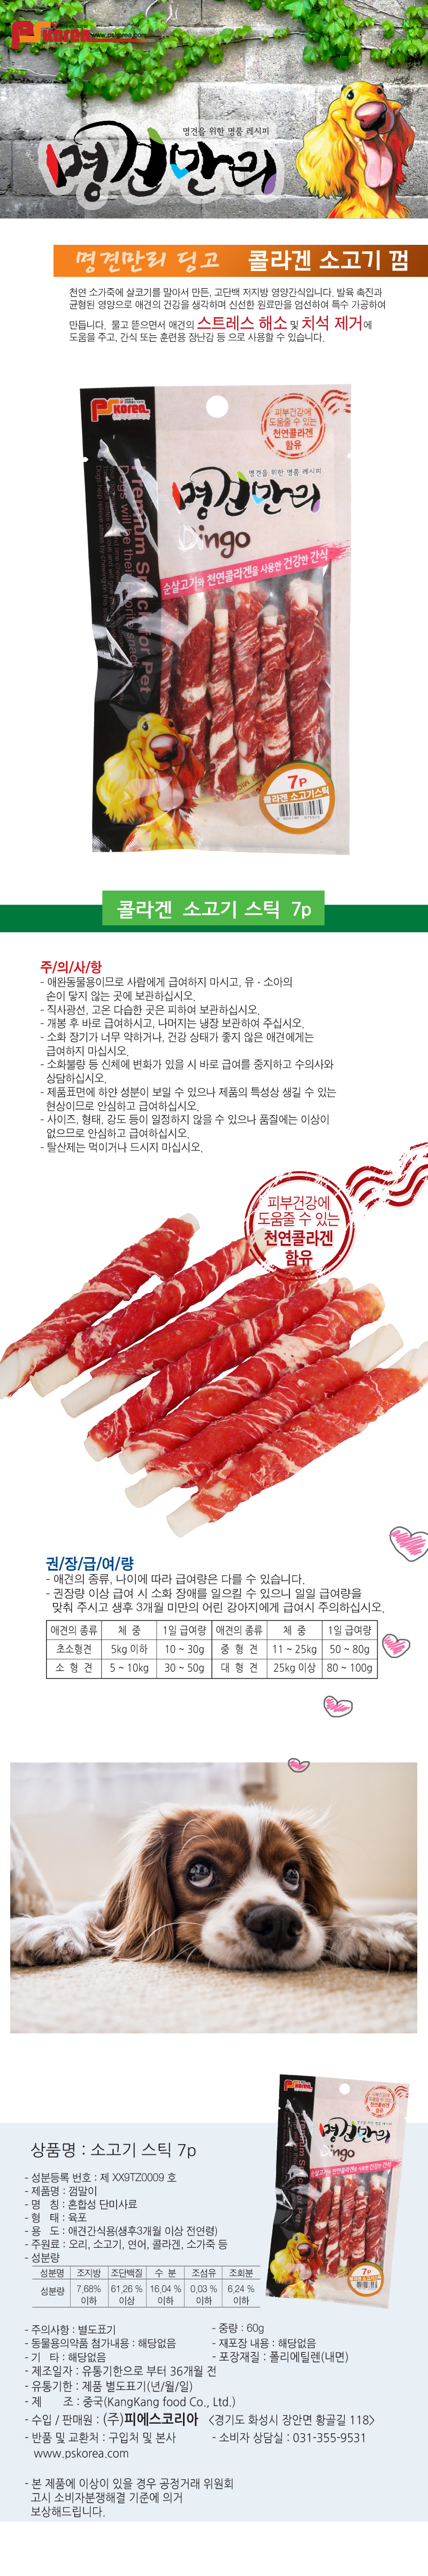 PSKorea www.pskorea.com
명견을 위한 명품 레시피
명견만리
명견만리 딩고 콜라겐 소고기 껌
천연 소가죽에 살코기를 말아서 만든, 고단백 저지방 영양간식입니다. 발육 촉진과
균형된 영양으로 애견의 건강을 생각하며 신선한 원료만을 엄선하여 특수 가공하여
만듭니다. 물고 뜯으면서 애견의 스트레스 해소 및 치석 제거에
도움을 주고, 간식 또는 훈련용 장난감 등 으로 사용할 수 있습니다.
PSKorea
피부건강에
도움줄 수 있는
천연콜라겐
함유
명견을 위한 명품 레시피
명견만리
Dingo
순살고기와 천연콜라겐을 사용한 건강한 간식
Premium Snack for Pet
7P
콜라겐 소고기스틱
콜라겐 소고기 스틱 7p
주/의/사/항
- 애완동물용이므로 사람에게 급여하지 마시고, 유 · 소아의
손이 닿지 않는 곳에 보관하십시오.
- 직사광선, 고온 다습한 곳은 피하여 보관하십시오.
- 개봉 후 바로 급여하시고, 나머지는 냉장 보관하여 주십시오.
- 소화 장기가 너무 약하거나, 건강 상태가 좋지 않은 애견에게는
급여하지 마십시오.
- 소화불량 등 신체에 변화가 있을 시 바로 급여를 중지하고 수의사와
상담하십시오.
- 제품표면에 하얀 성분이 보일 수 있으나 제품의 특성상 생길 수 있는
현상이므로 안심하고 급여하십시오.
- 사이즈, 형태, 강도 등이 일정하지 않을 수 있으나 품질에는 이상이
없으므로 안심하고 급여하십시오.
- 탈산제는 먹이거나 드시지 마십시오.
피부건강에
도움줄 수 있는
천연콜라겐
함유
권/장/급/여/량
- 애견의 종류, 나이에 따라 급여량은 다를 수 있습니다.
- 권장량 이상 급여 시 소화 장애를 일으킬 수 있으니 일일 급여량을
맞춰 주시고 생후 3개월 미만의 어린 강아지에게 급여시 주의하십시오.
애견의 종류 체 중 1일 급여량 애견의 종류 체 중 1일 급여량
초소형견 5kg 이하 10 ~ 30g 중 형 견 11 ~ 25kg 50 ~ 80g
소 형 견 5 ~ 10kg 30 ~ 50g 대 형 견 25kg 이상 80 ~ 100g
명견만리
7P
상품명 : 소고기 스틱 7p
- 성분등록 번호 : 제 XX9TZ0009 호
- 제품명 : 껌말이
- 명 칭 : 혼합성 단미사료
- 형 태 : 육포
- 용 도 : 애견간식용(생후3개월 이상 전연령)
- 주원료 : 오리, 소고기, 연어, 콜라겐, 소가죽 등
- 성분량
성분명 조지방 조단백질 수 분 조섬유 조회분
성분량 7.68% 이하 61.26 % 이상 16.04 % 이하 0.03 % 이하 6.24 % 이하
- 주의사항 : 별도표기 - 중량 : 60g
- 동물용의약품 첨가내용 : 해당없음 - 재포장 내용 : 해당없음
- 기 타 : 해당없음 - 포장재질 : 폴리에틸렌(내면)
- 제조일자 : 유통기한으로 부터 36개월 전
- 유통기한 : 제품 별도표기(년/월/일)
- 제 조 : 중국(KangKang food Co., Ltd.)
- 수입 / 판매원 : (주)피에스코리아 <경기도 화성시 장안면 황골길 118>
- 반품 및 교환처 : 구입처 및 본사 - 소비자 상담실 : 031-355-9531
www.pskorea.com
- 본 제품에 이상이 있을 경우 공정거래 위원회
고시 소비자분쟁해결 기준에 의거
보상해드립니다.